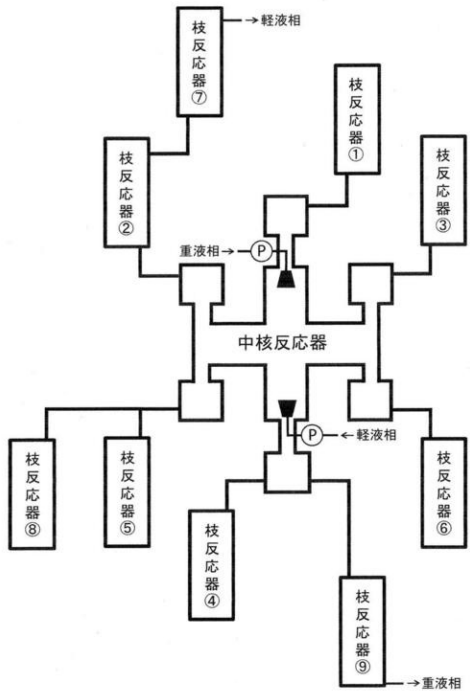 枝反応器⑦
→軽液相
枝反応器①
枝反応器②
枝反応器③
重液相→
P
中核反応器
P
←軽液相
枝反応器⑧
枝反応器⑤
枝反応器⑥
枝反応器④
枝反応器⑨
→重液相